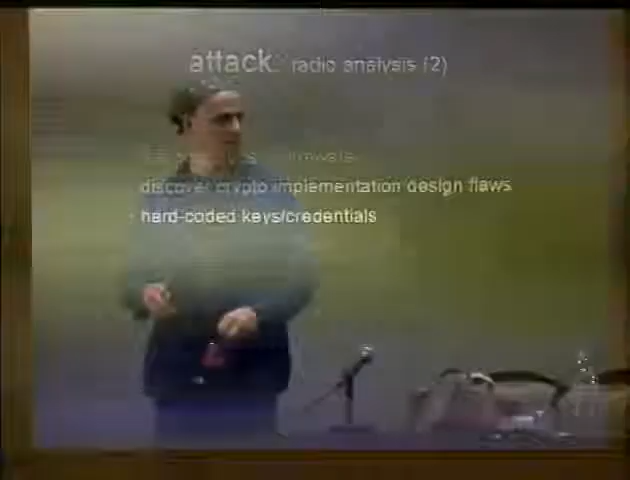 attack: radio analysis (2)
discover crypto implementation design flaws
· hard-coded keys/credentials